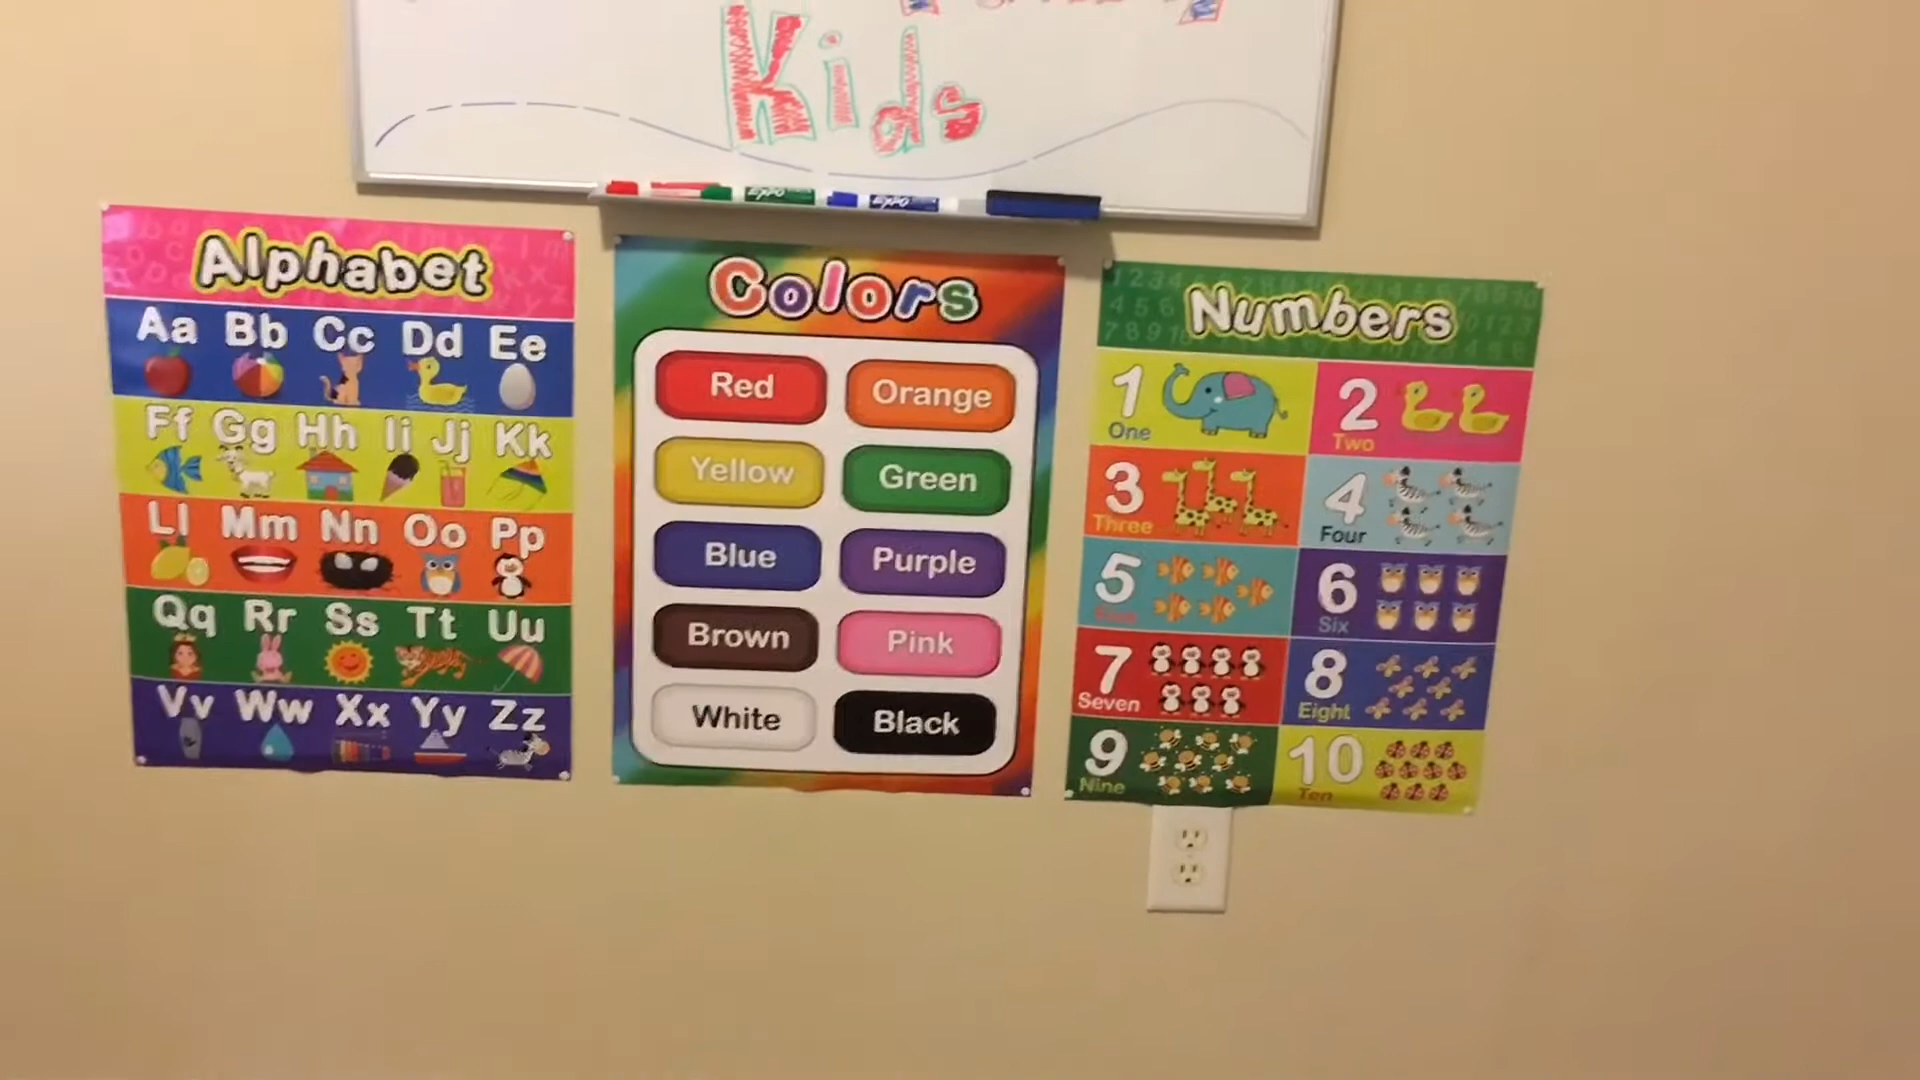 Kids
EXPO
EXPO
Alphabet
Aa Bb Cc Dd Ee
Ff Gg Hh Ii Jj Kk
Ll Mm Nn Oo Pp
Qq Rr Ss Tt Uu
Vv Ww Xx Yy Zz
Colors
Red Orange
Yellow Green
Blue Purple
Brown Pink
White Black
Numbers
1 One
2 Two
3 Three
4 Four
5 Five
6 Six
7 Seven
8 Eight
9 Nine
10 Ten